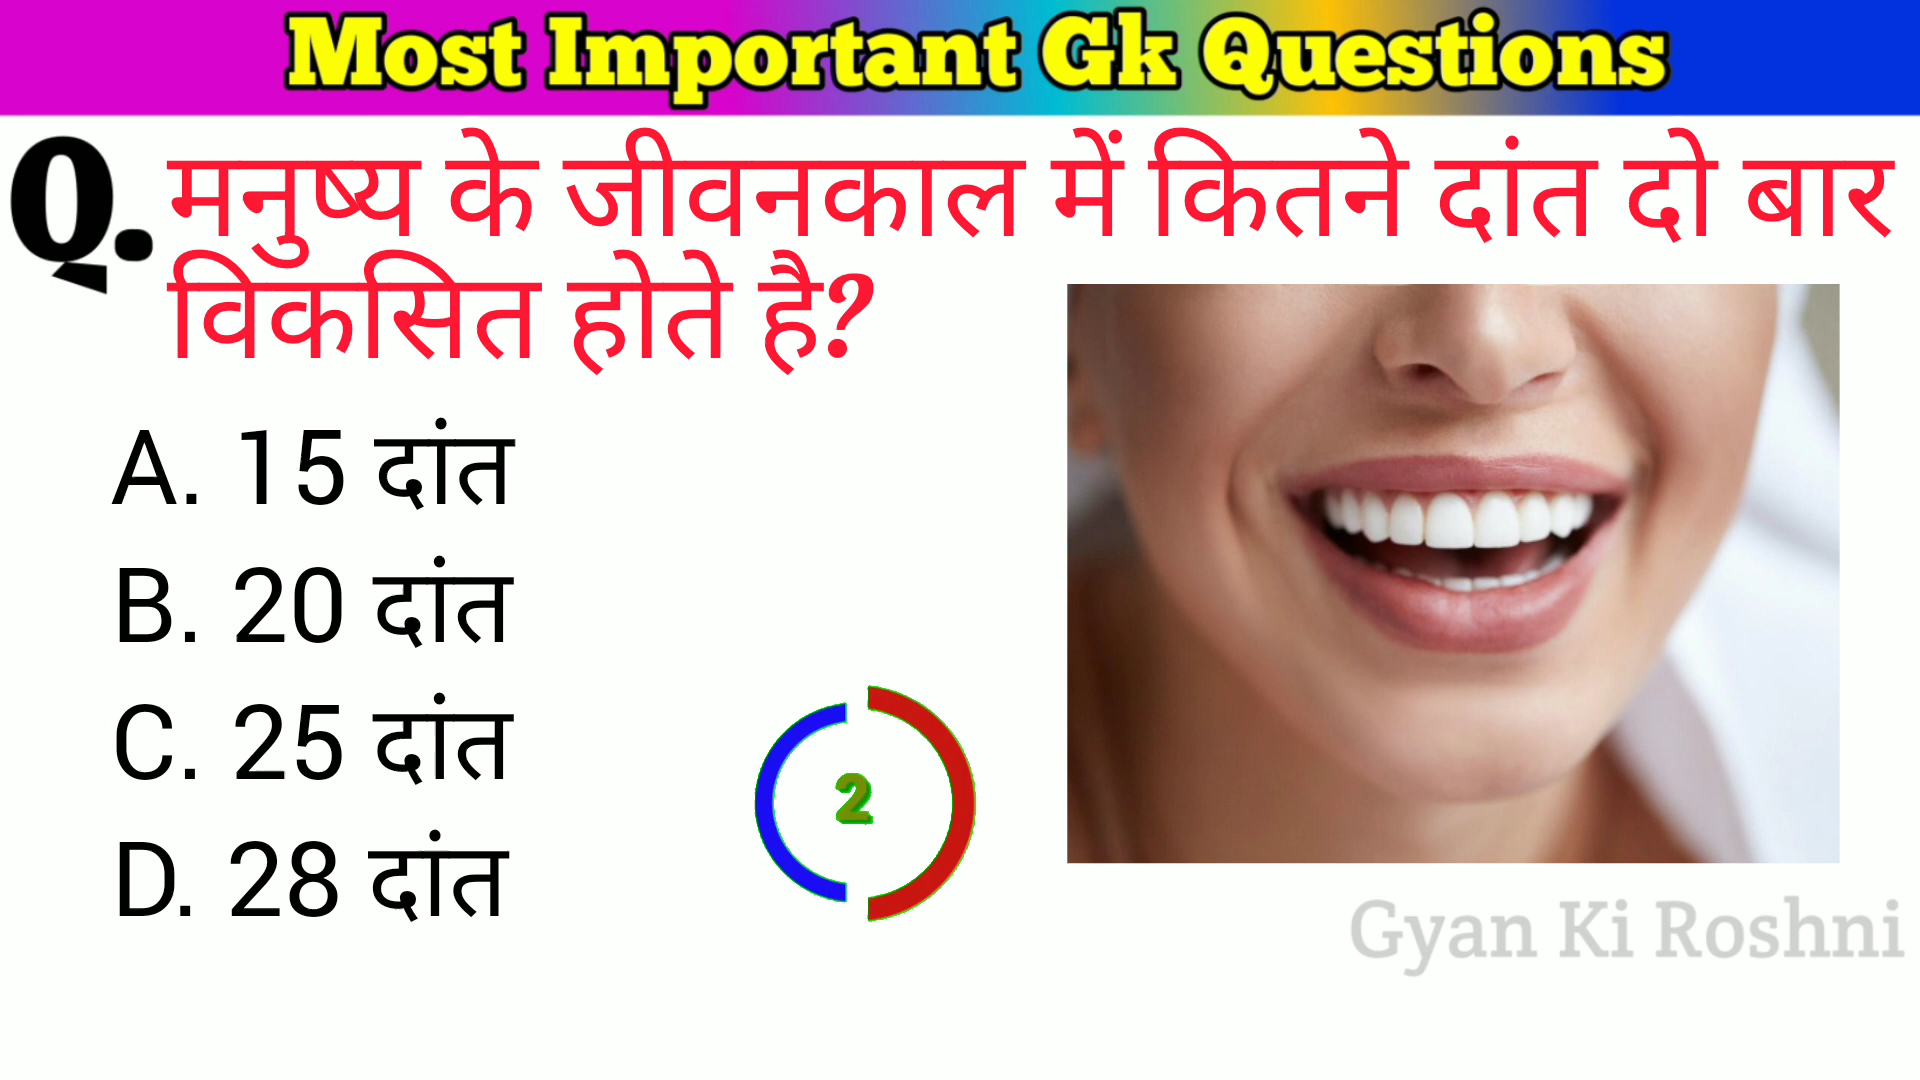 Most Important Gk Questions
Q. मनुष्य के जीवनकाल में कितने दांत दो बार
विकसित होते है?
A. 15 दांत
B. 20 दांत
C. 25 दांत
D. 28 दांत
2
Gyan Ki Roshni